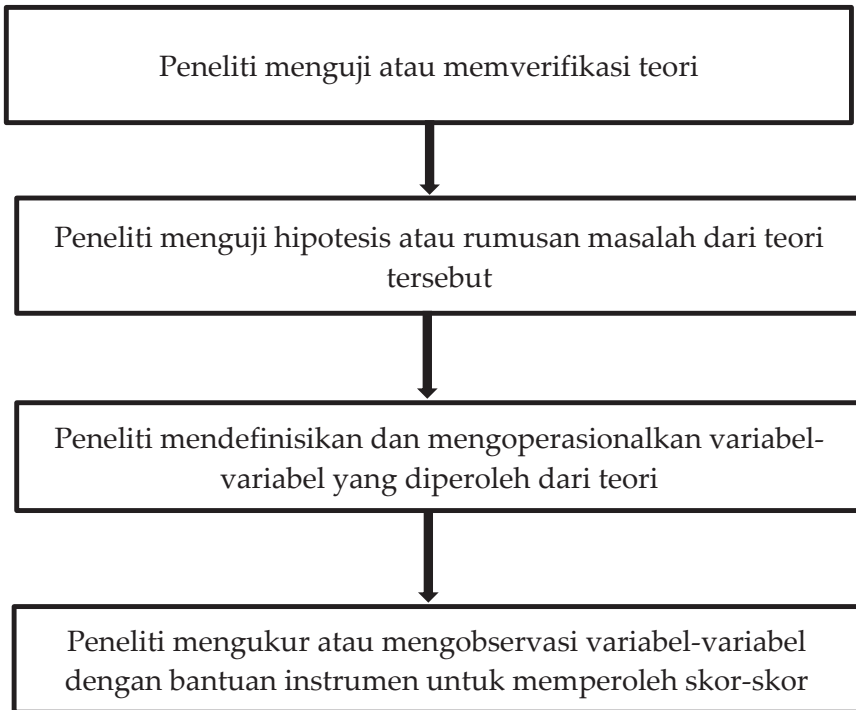 Peneliti menguji atau memverifikasi teori
Peneliti menguji hipotesis atau rumusan masalah dari teori
tersebut
Peneliti mendefinisikan dan mengoperasionalkan variabel-
variabel yang diperoleh dari teori
Peneliti mengukur atau mengobservasi variabel-variabel
dengan bantuan instrumen untuk memperoleh skor-skor